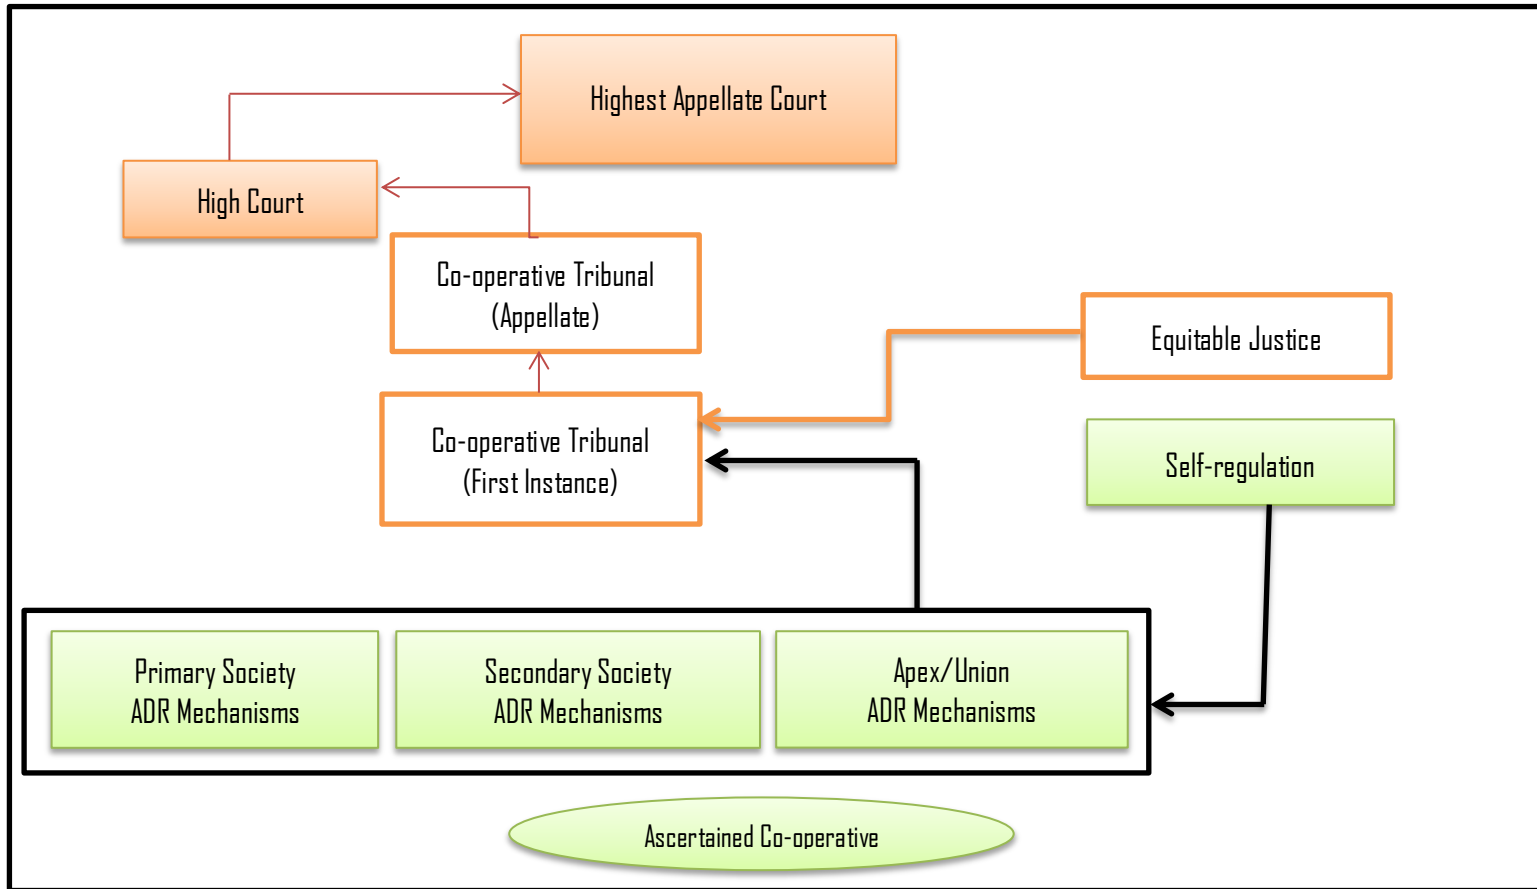 Highest Appellate Court
High Court
Co-operative Tribunal
(Appellate)
Equitable Justice
Co-operative Tribunal
(First Instance)
Self-regulation
Primary Society
ADR Mechanisms
Secondary Society
ADR Mechanisms
Apex/Union
ADR Mechanisms
Ascertained Co-operative